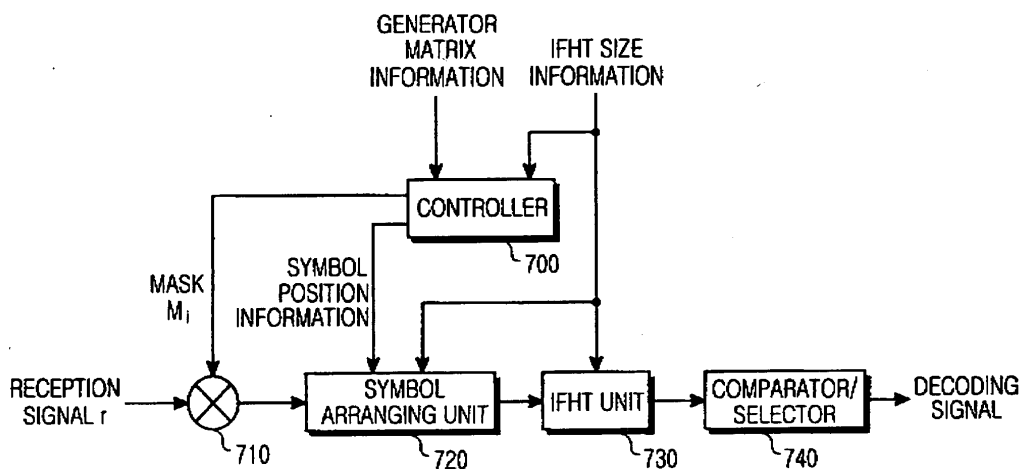 GENERATOR
MATRIX
INFORMATION
IFHT SIZE
INFORMATION
CONTROLLER
700
MASK
Mi
SYMBOL
POSITION
INFORMATION
RECEPTION
SIGNAL r
710
SYMBOL
ARRANGING UNIT
720
IFHT UNIT
730
COMPARATOR/
SELECTOR
740
DECODING
SIGNAL